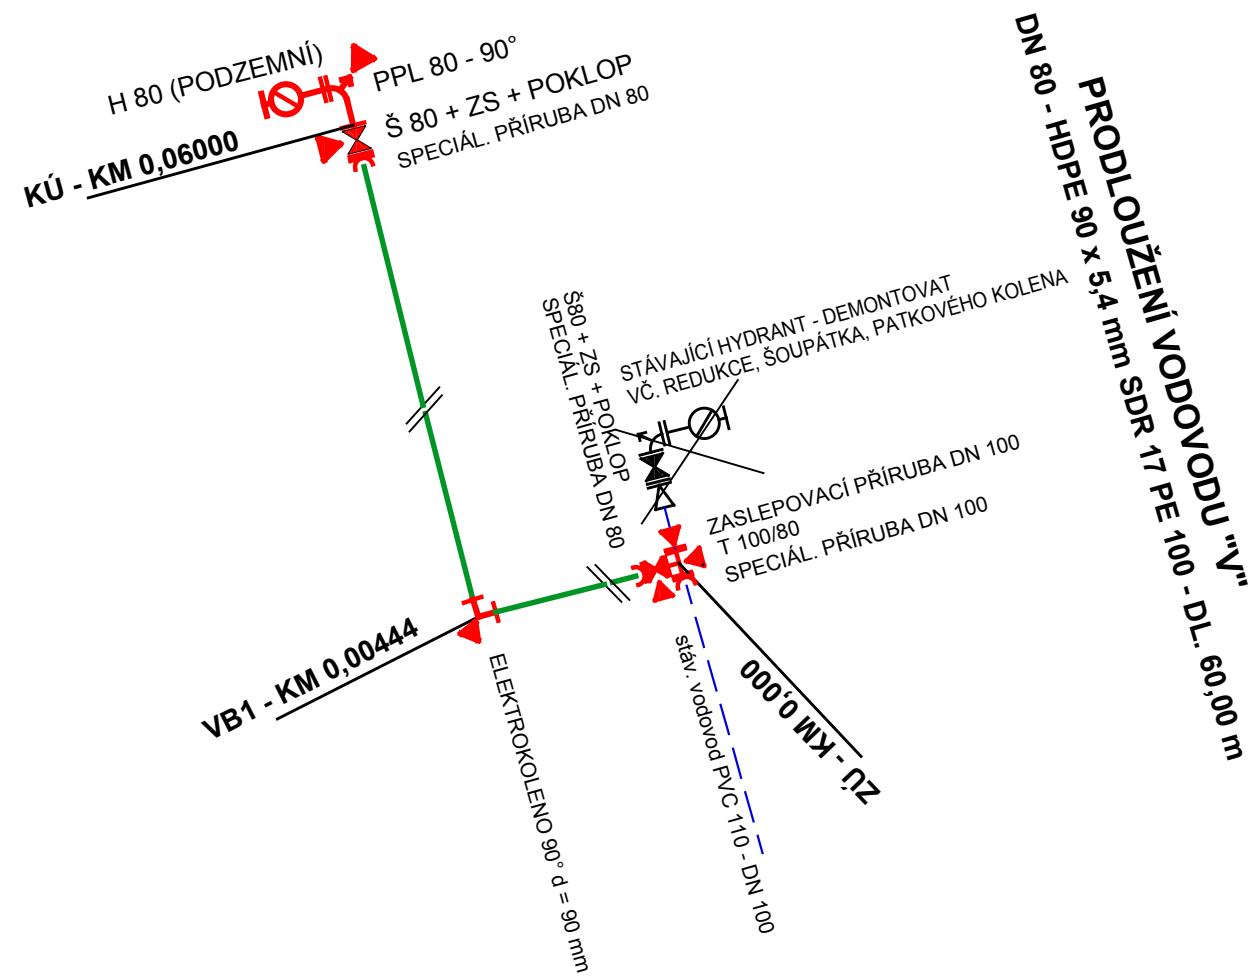 H 80 (PODZEMNÍ)
PPL 80 - 90°
Š 80 + ZS + POKLOP
SPECIÁL. PŘÍRUBA DN 80
KÚ - KM 0,06000
PRODLOUŽENÍ VODOVODU "V"
DN 80 - HDPE 90 x 5,4 mm SDR 17 PE 100 - DL. 60,00 m
Š80 + ZS + POKLOP
SPECIÁL. PŘÍRUBA DN 80
STÁVAJÍCÍ HYDRANT - DEMONTOVAT
VČ. REDUKCE, ŠOUPÁTKA, PATKOVÉHO KOLENA
ZASLEPOVACÍ PŘÍRUBA DN 100
T 100/80
SPECIÁL. PŘÍRUBA DN 100
VB1 - KM 0,00444
ELEKTROKOLENO 90° d = 90 mm
stáv. vodovod PVC 110 - DN 100
ZÚ - KM 0,000